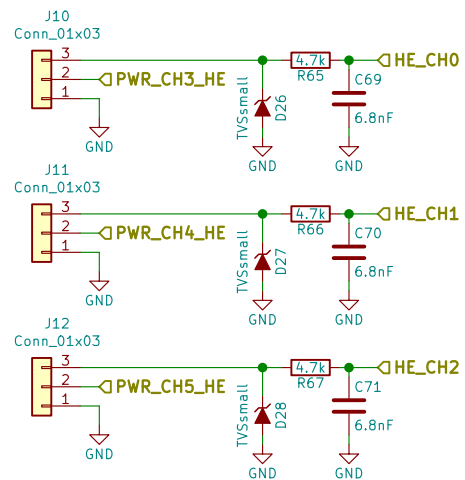 J10
Conn_01x03
3
2
1
PWR_CH3_HE
GND
TVSsmall
D26
GND
4.7k
R65
C69
6.8nF
GND
HE_CH0
J11
Conn_01x03
3
2
1
PWR_CH4_HE
GND
TVSsmall
D27
GND
4.7k
R66
C70
6.8nF
GND
HE_CH1
J12
Conn_01x03
3
2
1
PWR_CH5_HE
GND
TVSsmall
D28
GND
4.7k
R67
C71
6.8nF
GND
HE_CH2